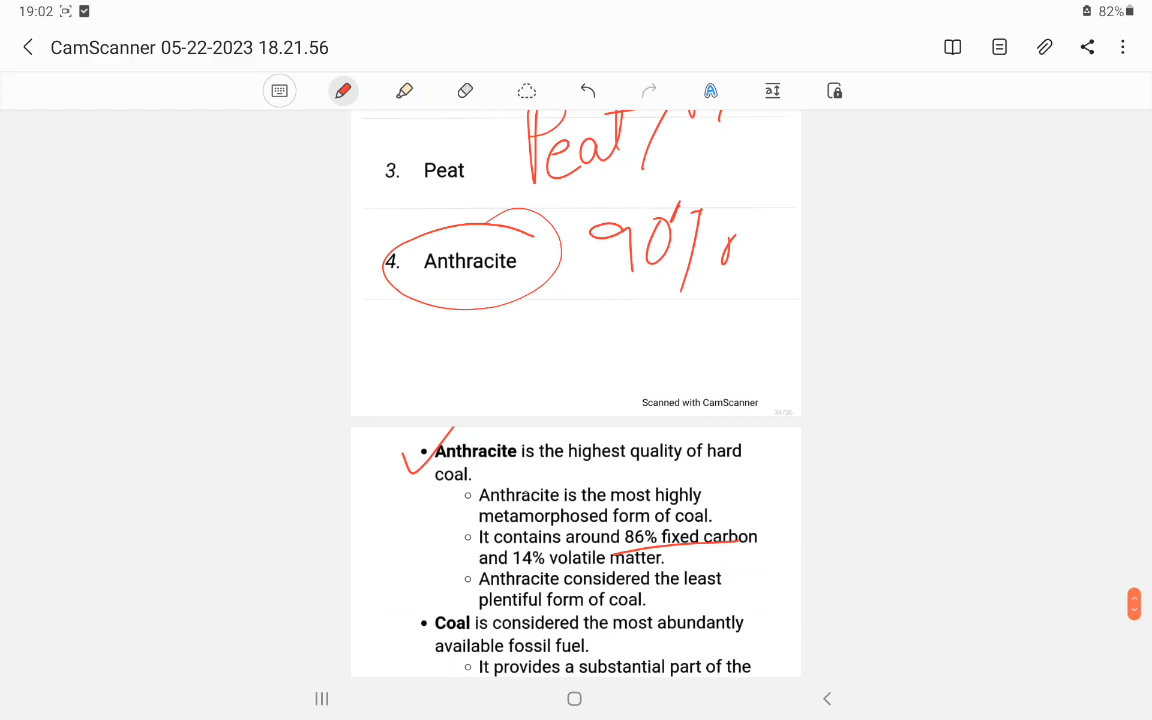 19:02 82%
CamScanner 05-22-2023 18.21.56
Peat
3. Peat
90%
4. Anthracite
Scanned with CamScanner
34/36
• Anthracite is the highest quality of hard
coal.
○ Anthracite is the most highly
metamorphosed form of coal.
○ It contains around 86% fixed carbon
and 14% volatile matter.
○ Anthracite considered the least
plentiful form of coal.
• Coal is considered the most abundantly
available fossil fuel.
○ It provides a substantial part of the